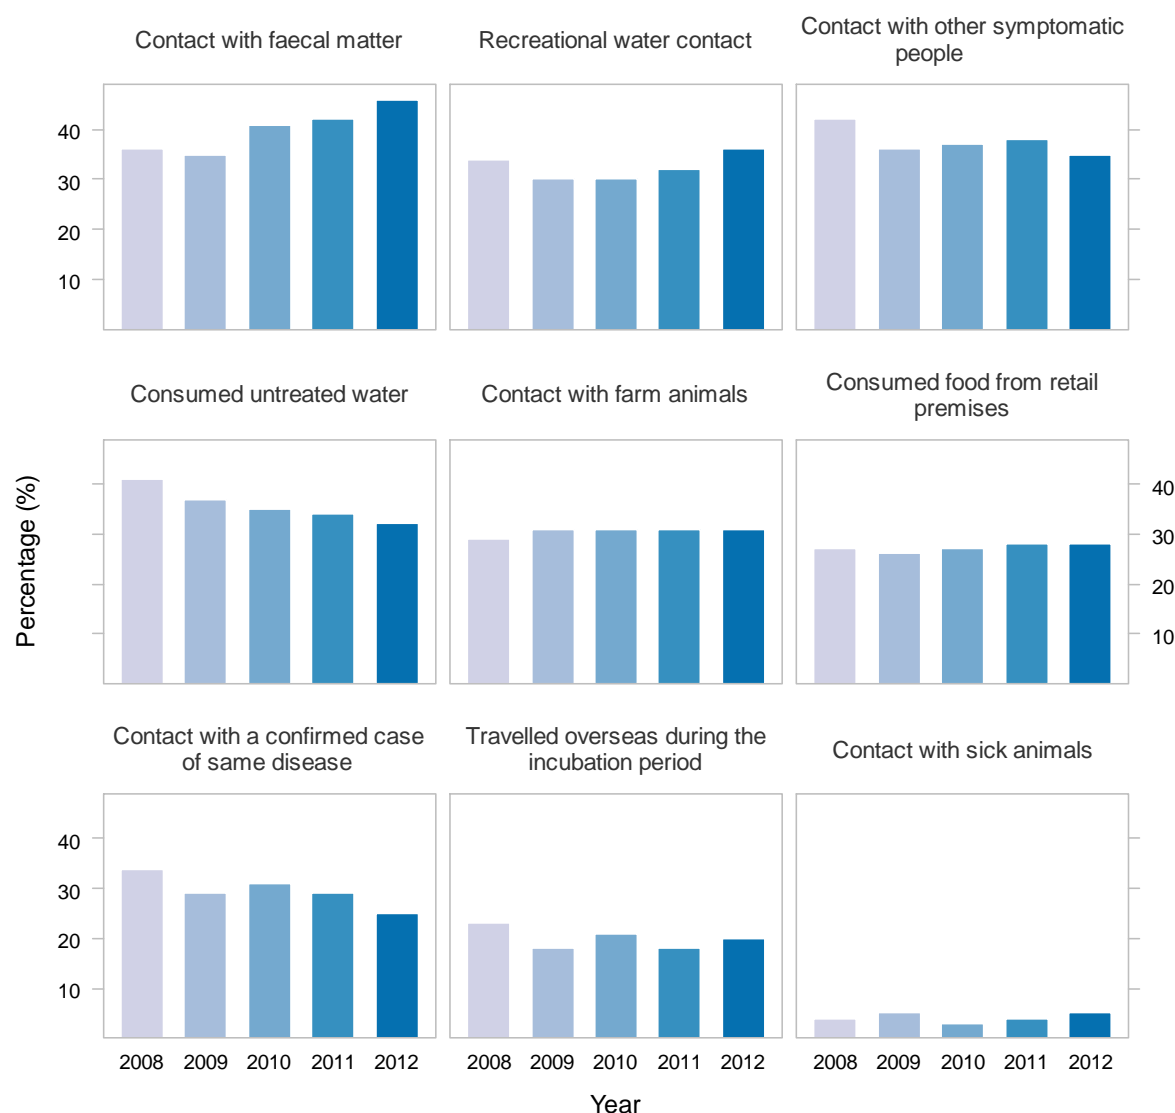 Contact with faecal matter
Recreational water contact
Contact with other symptomatic
people
40
30
20
10
Consumed untreated water
Contact with farm animals
Consumed food from retail
premises
Percentage (%)
40
30
20
10
Contact with a confirmed case
of same disease
Travelled overseas during the
incubation period
Contact with sick animals
40
30
20
10
2008 2009 2010 2011 2012
2008 2009 2010 2011 2012
2008 2009 2010 2011 2012
Year